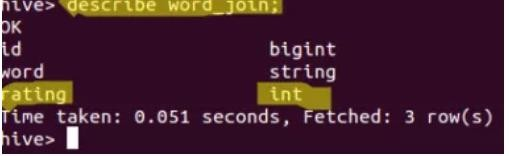 hive> describe word_join;
OK
id bigint
word string
rating int
Time taken: 0.051 seconds, Fetched: 3 row(s)
hive>